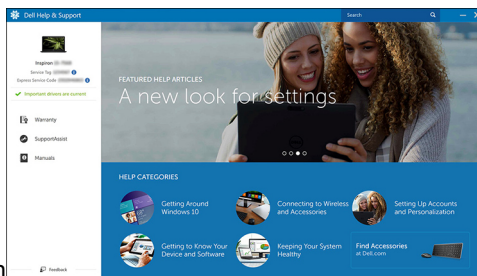 Dell Help & Support
Search
Inspiron
Service Tag
Express Service Code
Important drivers are current
Warranty
SupportAssist
Manuals
Feedback
FEATURED HELP ARTICLES
A new look for settings
HELP CATEGORIES
Getting Around
Windows 10
Connecting to Wireless
and Accessories
Setting Up Accounts
and Personalization
Getting to Know Your
Device and Software
Keeping Your System
Healthy
Find Accessories
at Dell.com